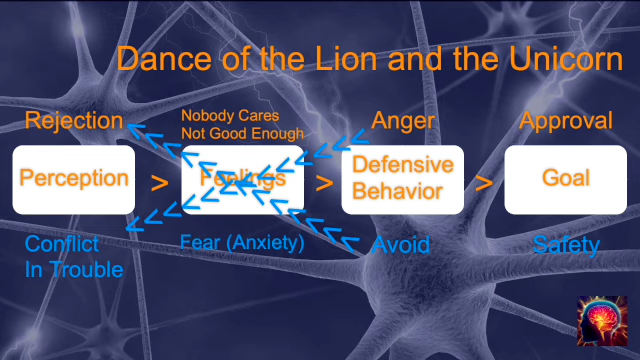 Dance of the Lion and the Unicorn
Rejection
Nobody Cares
Not Good Enough
Anger
Approval
Perception
>
Feelings
>
Defensive
Behavior
>
Goal
Conflict
In Trouble
Fear (Anxiety)
Avoid
Safety